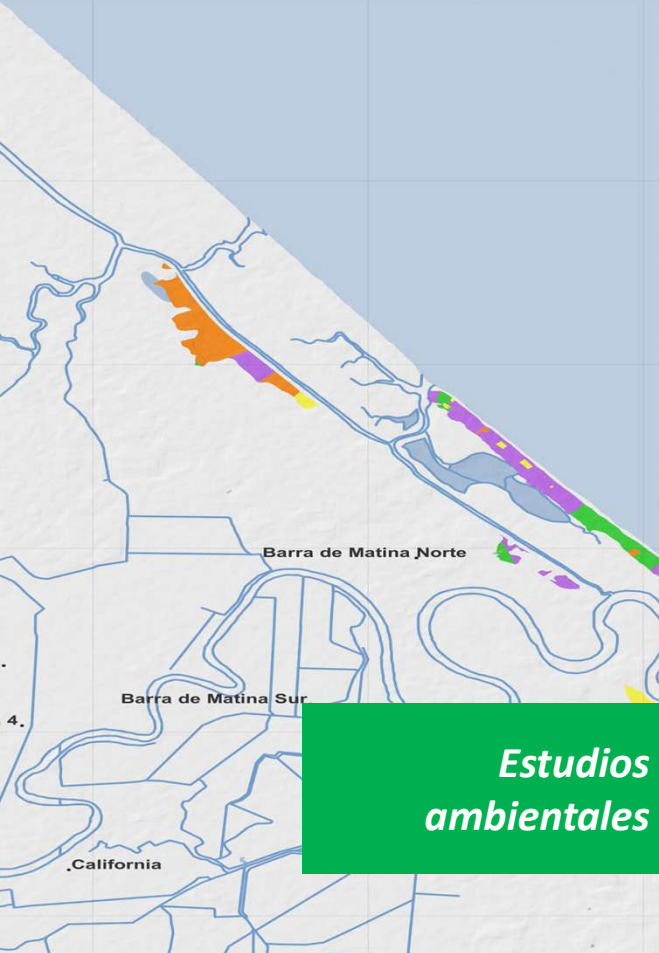 Barra de Matina Norte
Barra de Matina Sur
4.
Estudios
ambientales
California